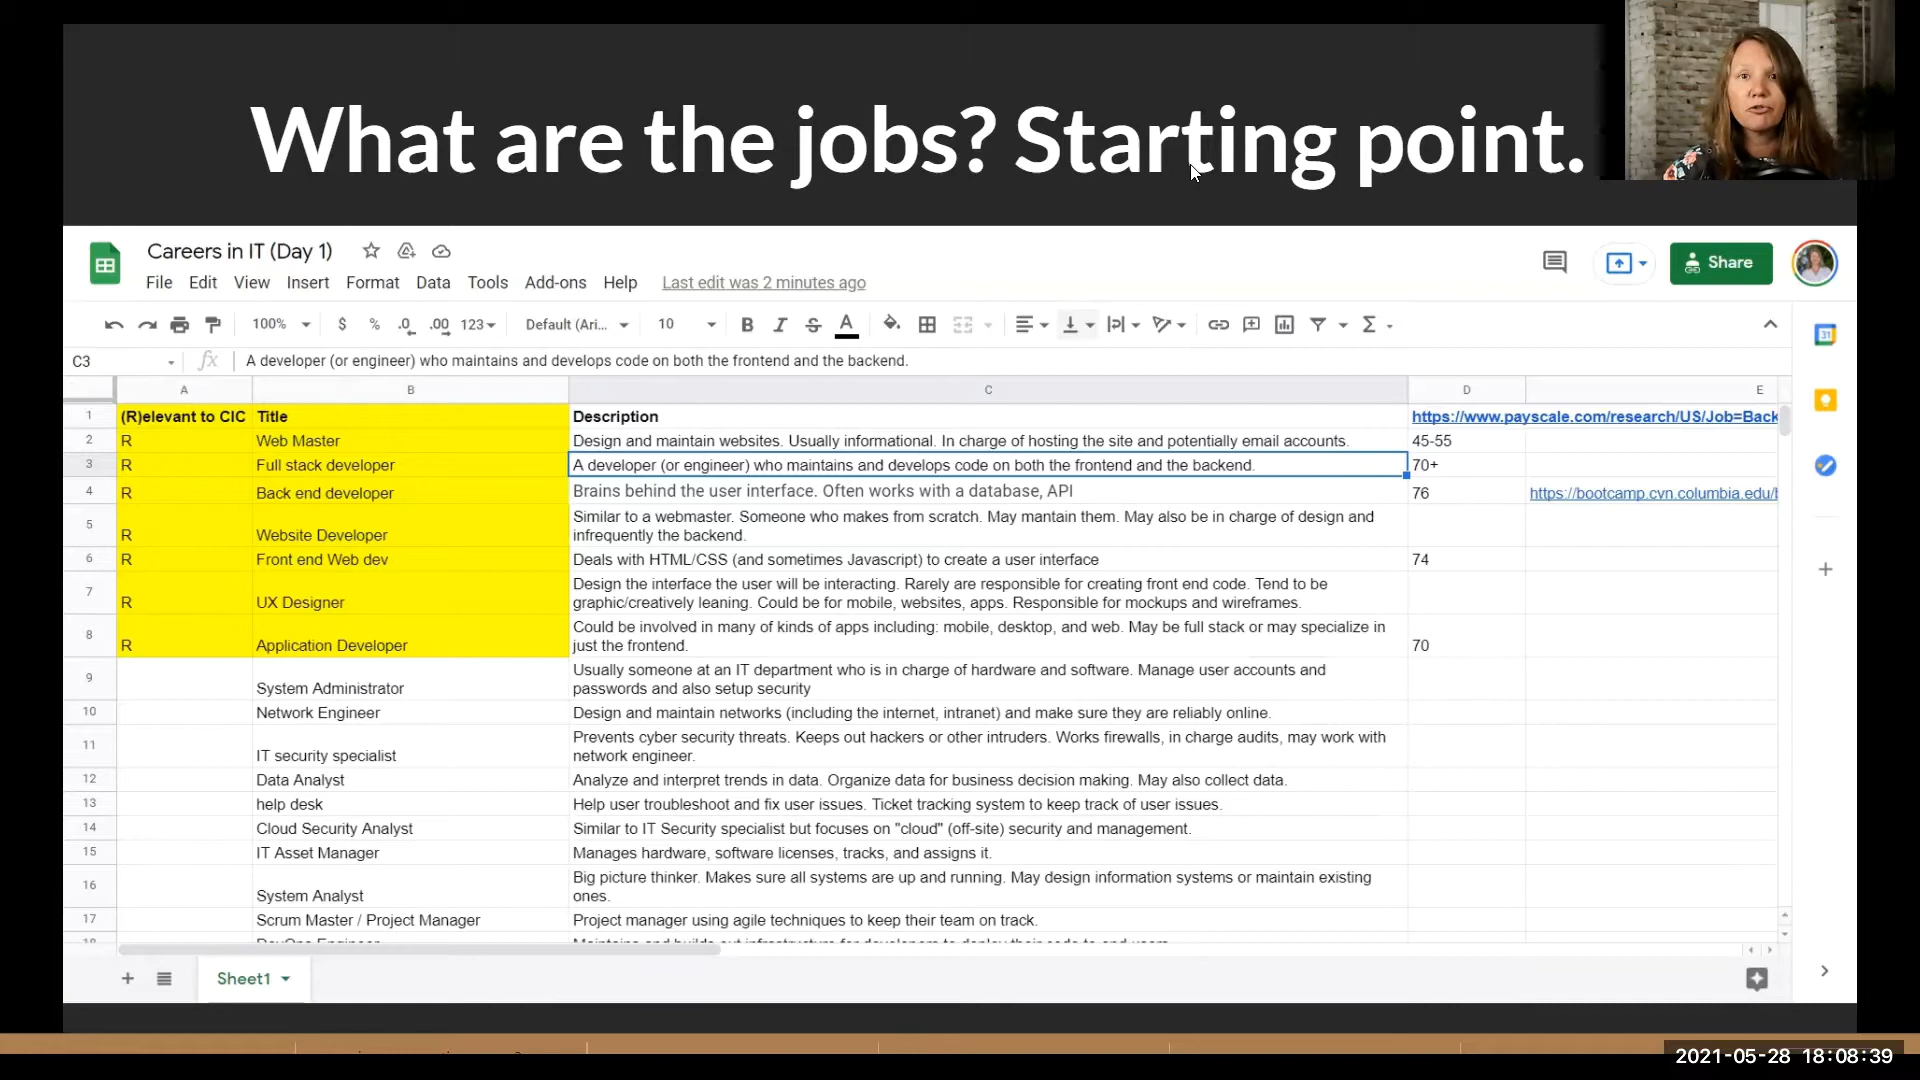 What are the jobs? Starting point.
Careers in IT (Day 1)
File Edit View Insert Format Data Tools Add-ons Help Last edit was 2 minutes ago
Share
100% $ % .0 .00 123 Default (Ari... 10 B I S A
31
C3 fx A developer (or engineer) who maintains and develops code on both the frontend and the backend.
A B C D E
1 (R)elevant to CIC Title Description https://www.payscale.com/research/US/Job=Back
2 R Web Master Design and maintain websites. Usually informational. In charge of hosting the site and potentially email accounts. 45-55
3 R Full stack developer A developer (or engineer) who maintains and develops code on both the frontend and the backend. 70+
4 R Back end developer Brains behind the user interface. Often works with a database, API 76 https://bootcamp.cvn.columbia.edu/
5 R Website Developer Similar to a webmaster. Someone who makes from scratch. May mantain them. May also be in charge of design and
infrequently the backend.
6 R Front end Web dev Deals with HTML/CSS (and sometimes Javascript) to create a user interface 74
7 R UX Designer Design the interface the user will be interacting. Rarely are responsible for creating front end code. Tend to be
graphic/creatively leaning. Could be for mobile, websites, apps. Responsible for mockups and wireframes.
8 R Application Developer Could be involved in many of kinds of apps including: mobile, desktop, and web. May be full stack or may specialize in
just the frontend. 70
9 System Administrator Usually someone at an IT department who is in charge of hardware and software. Manage user accounts and
passwords and also setup security
10 Network Engineer Design and maintain networks (including the internet, intranet) and make sure they are reliably online.
11 IT security specialist Prevents cyber security threats. Keeps out hackers or other intruders. Works firewalls, in charge audits, may work with
network engineer.
12 Data Analyst Analyze and interpret trends in data. Organize data for business decision making. May also collect data.
13 help desk Help user troubleshoot and fix user issues. Ticket tracking system to keep track of user issues.
14 Cloud Security Analyst Similar to IT Security specialist but focuses on "cloud" (off-site) security and management.
15 IT Asset Manager Manages hardware, software licenses, tracks, and assigns it.
16 System Analyst Big picture thinker. Makes sure all systems are up and running. May design information systems or maintain existing
ones.
17 Scrum Master / Project Manager Project manager using agile techniques to keep their team on track.
Sheet1
2021-05-28 18:08:39